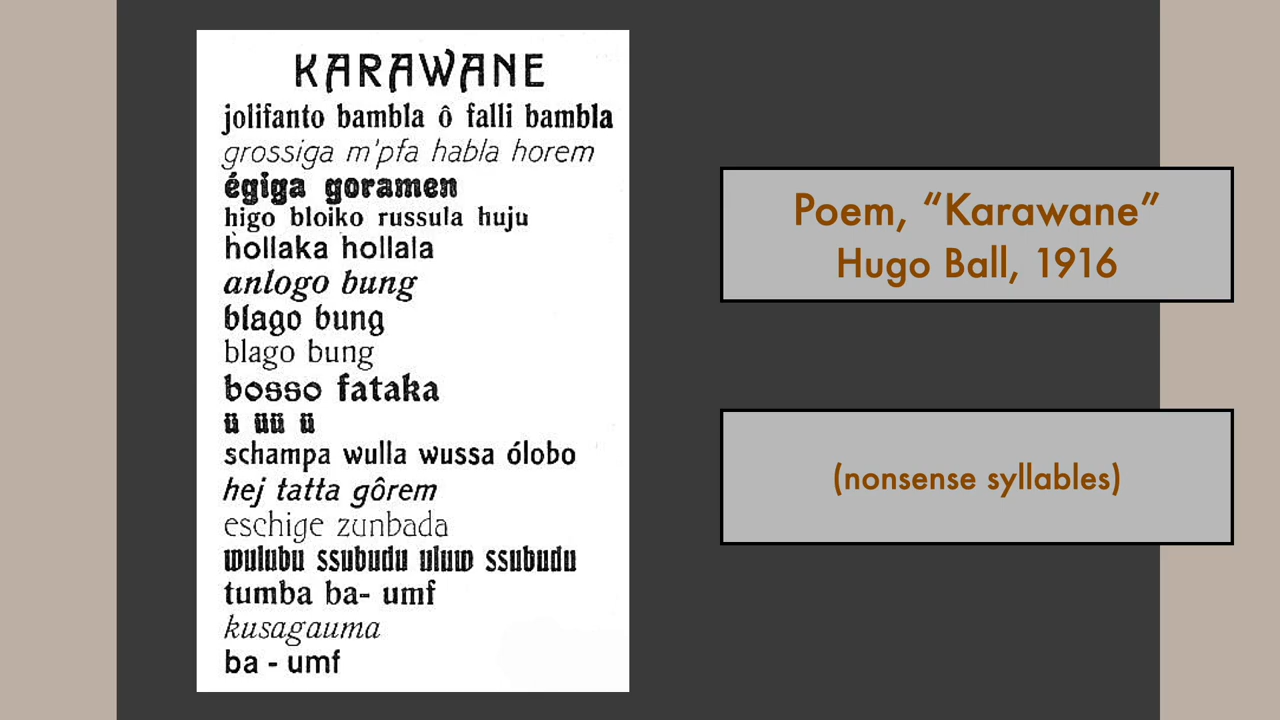 KARAWANE
jolifanto bambla ô falli bambla
grossiga m'pfa habla horem
égiga goramen
higo bloiko russula huju
hollaka hollala
anlogo bung
blago bung
blago bung
bosso fataka
ü üü ü
schampa wulla wussa ólobo
hej tatta gôrem
eschige zunbada
wulubu ssubudu uluw ssubudu
tumba ba- umf
kusagauma
ba - umf
Poem, “Karawane”
Hugo Ball, 1916
(nonsense syllables)